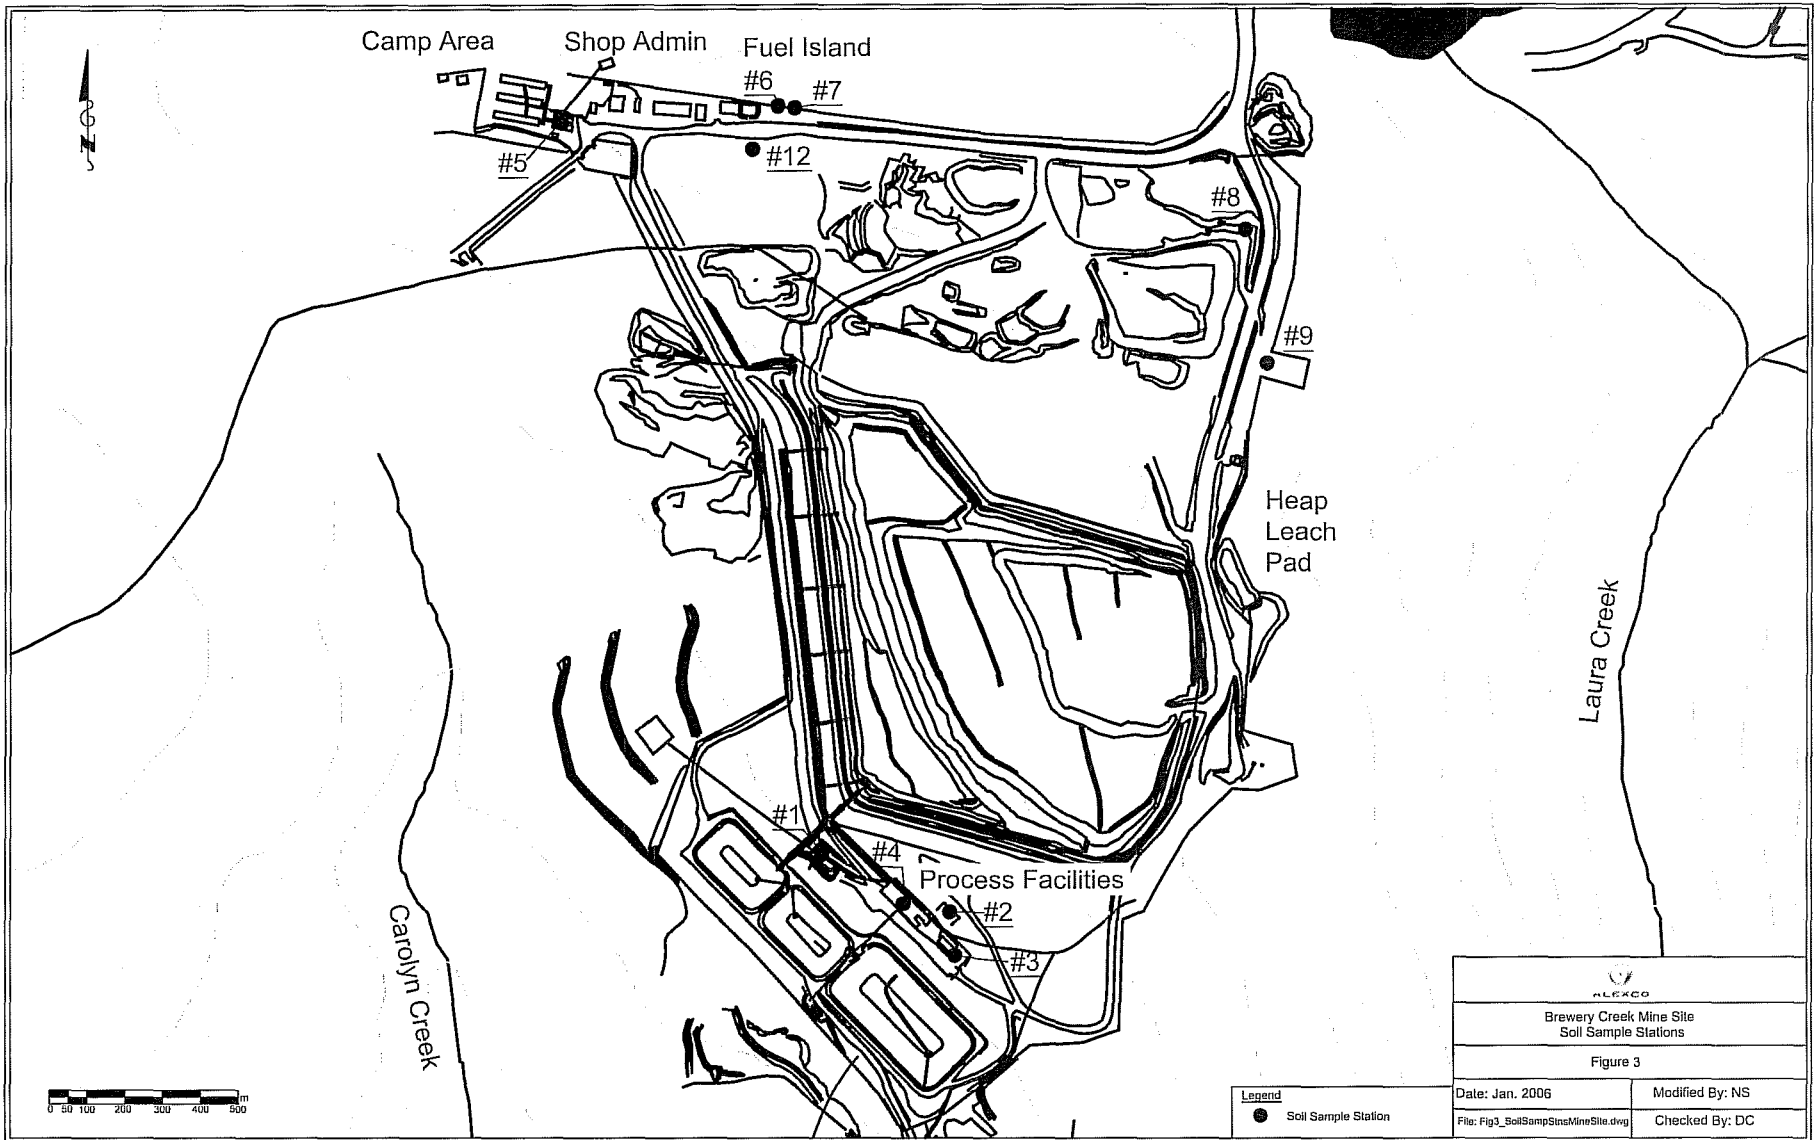 Camp Area
Shop Admin
Fuel Island
#6
#7
#5
#12
#8
#9
N
Heap
Leach
Pad
Laura Creek
#1
#4
Process Facilities
#2
#3
Carolyn Creek
0 50 100 200 300 400 500 m
Legend
Soil Sample Station
ALEXCO
Brewery Creek Mine Site
Soil Sample Stations
Figure 3
Date: Jan. 2006
Modified By: NS
File: Fig3_SoilSampStnsMineSite.dwg
Checked By: DC